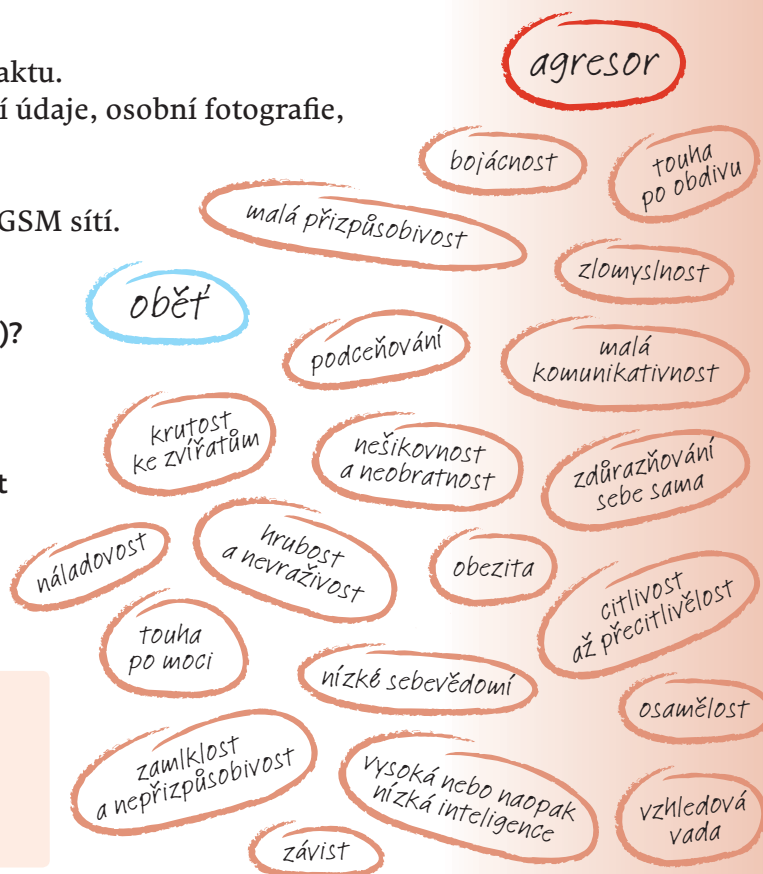 aktu.
í údaje, osobní fotografie,
GSM sítí.
)?
t
agresor
bojácnost
touha
po obdivu
malá přizpůsobivost
zlomyslnost
oběť
podceňování
malá
komunikativnost
krutost
ke zvířatům
nešikovnost
a neobratnost
zdůrazňování
sebe sama
náladovost
hrubost
a nevraživost
obezita
citlivost
až přecitlivělost
touha
po moci
nízké sebevědomí
osamělost
zamlklost
a nepřizpůsobivost
vysoká nebo naopak
nízká inteligence
vzhledová
vada
závist